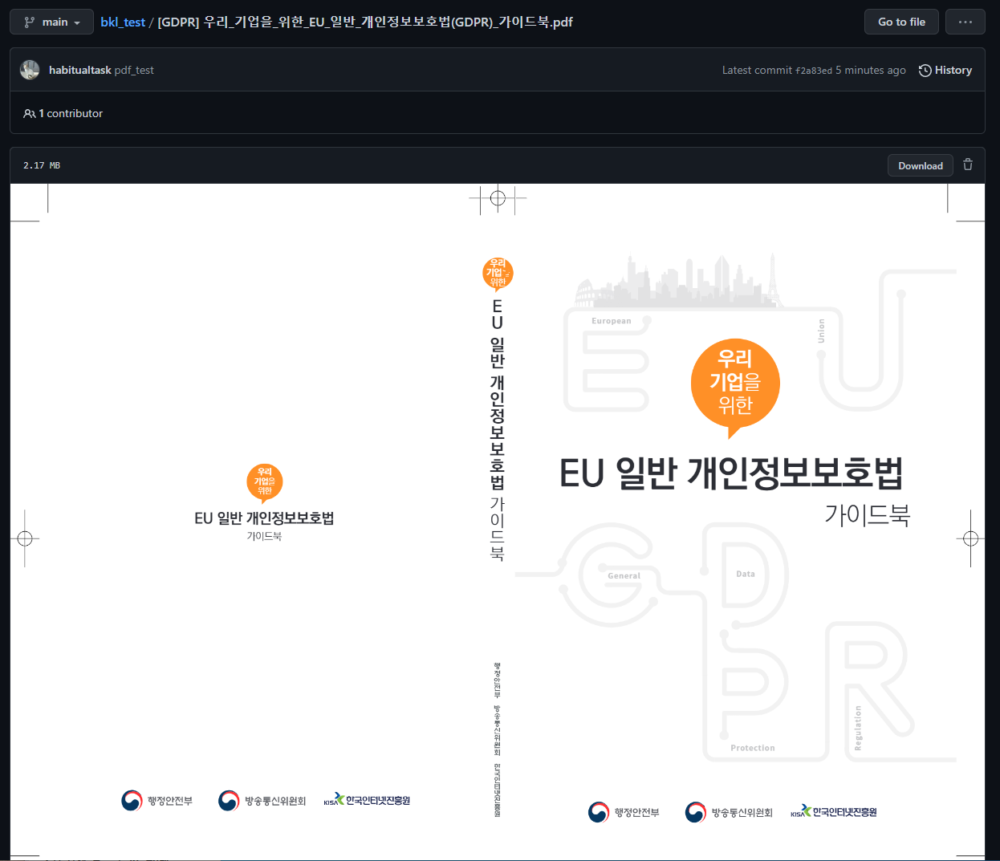 main
bkl_test / [GDPR] 우리_기업을_위한_EU_일반_개인정보보호법(GDPR)_가이드북.pdf
Go to file
...
habitualtask pdf_test
Latest commit f2a83ed 5 minutes ago
History
1 contributor
2.17 MB
Download
우리
기업을
위한
EU 일반 개인정보보호법
가이드북
행정안전부
방송통신위원회
KISA 한국인터넷진흥원
우리
기업을
위한
EU 일반 개인정보보호법 가이드북
행정안전부 방송통신위원회 한국인터넷진흥원
European
Union
우리
기업을
위한
EU 일반 개인정보보호법
가이드북
General
Data
Protection
Regulation
행정안전부
방송통신위원회
KISA 한국인터넷진흥원